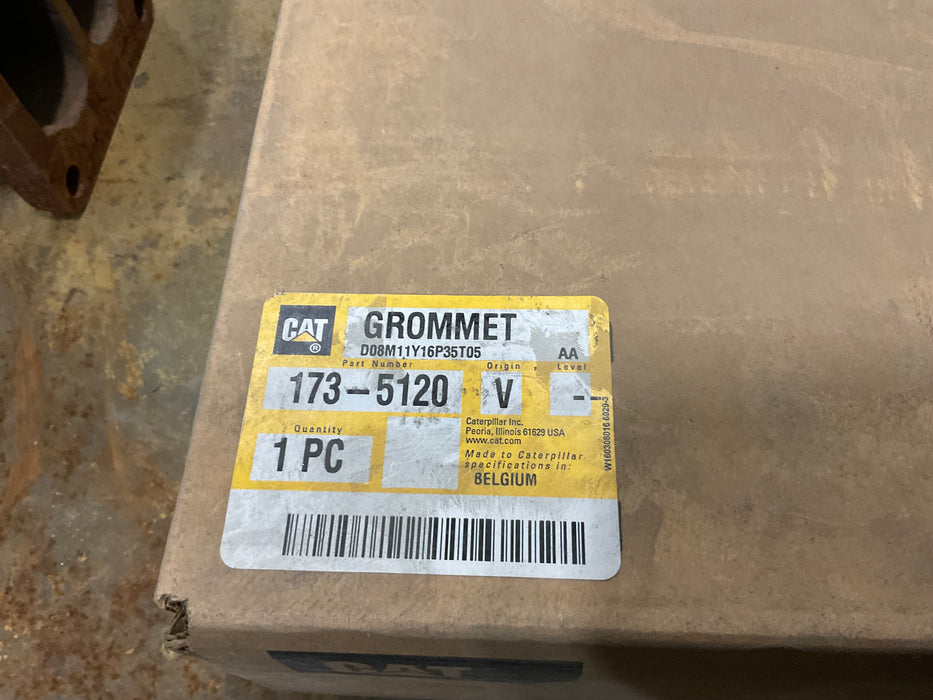 CAT ®
GROMMET
D08M11Y16P35T05
AA
Part Number
Origin
Level
173-5120
V
--
Quantity
1 PC
Caterpillar Inc.
Peoria, Illinois 61629 USA
www.cat.com
Made to Caterpillar
specifications in:
BELGIUM
W160308016.6029-3
CAT